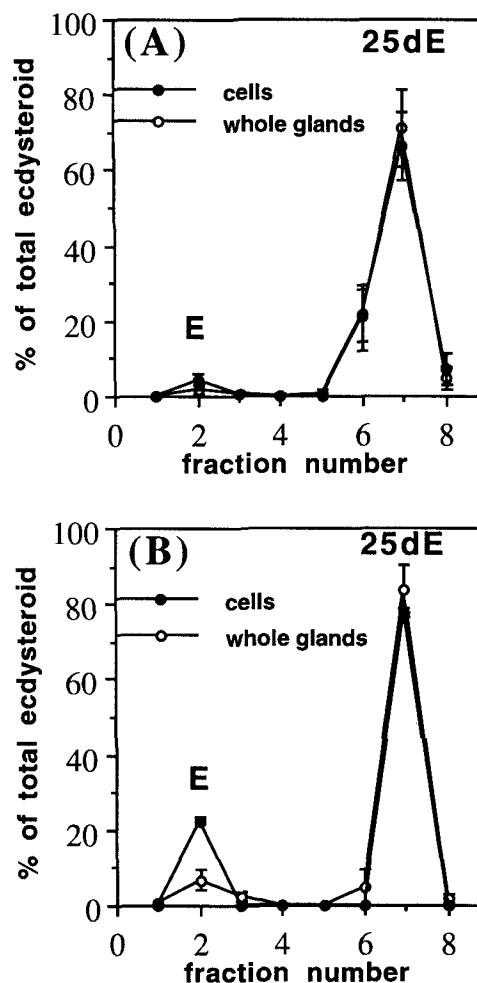 (A)
25dE
cells
whole glands
E
% of total ecdysteroid
100
80
60
40
20
0
0 2 4 6 8
fraction number
(B)
25dE
cells
whole glands
E
% of total ecdysteroid
100
80
60
40
20
0
0 2 4 6 8
fraction number